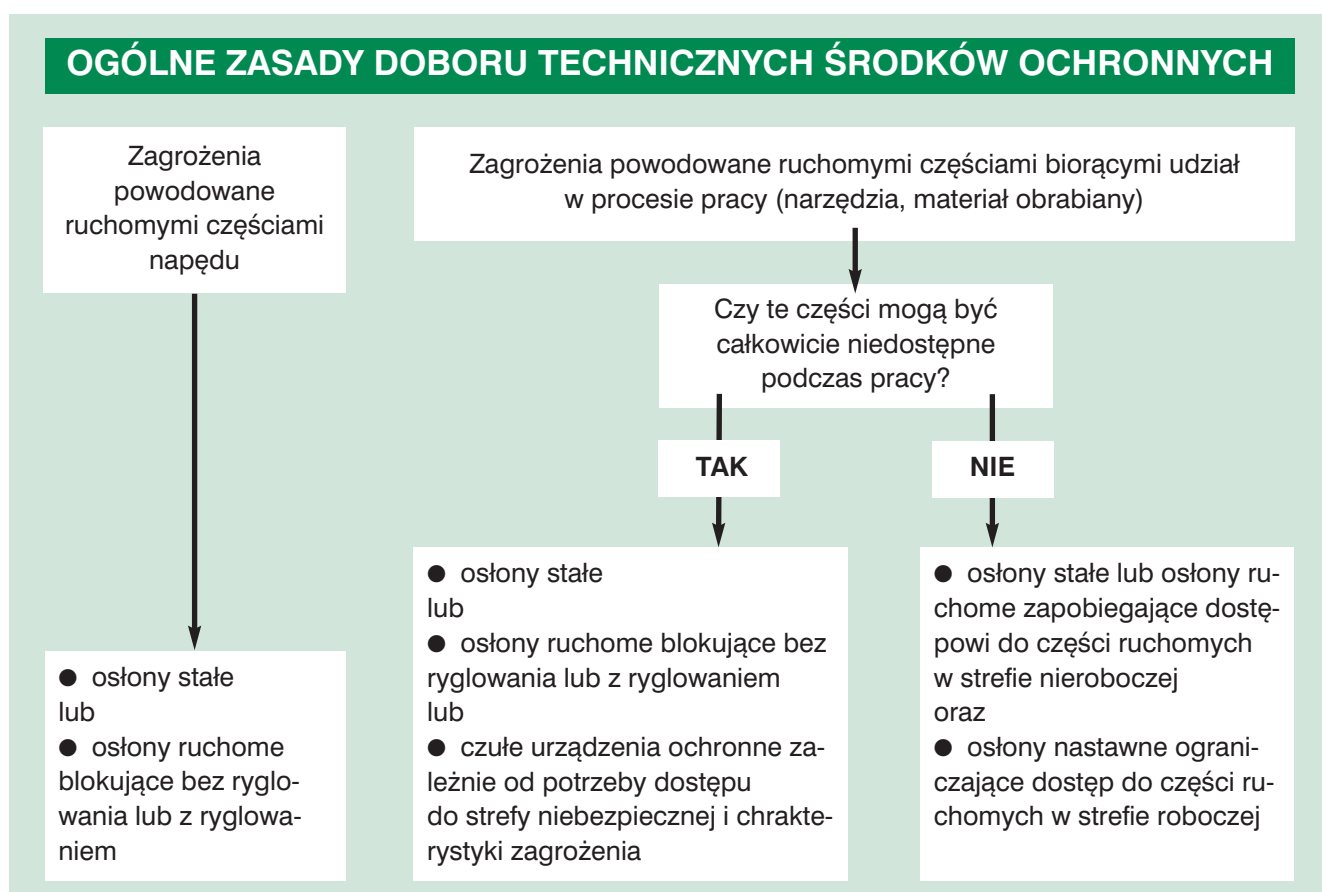 OGÓLNE ZASADY DOBORU TECHNICZNYCH ŚRODKÓW OCHRONNYCH
Zagrożenia
powodowane
ruchomymi częściami
napędu
Zagrożenia powodowane ruchomymi częściami biorącymi udział
w procesie pracy (narzędzia, materiał obrabiany)
Czy te części mogą być
całkowicie niedostępne
podczas pracy?
TAK
NIE
● osłony stałe
lub
● osłony ruchome
blokujące bez ryglo-
wania lub z ryglowa-
niem
● osłony stałe
lub
● osłony ruchome blokujące bez
ryglowania lub z ryglowaniem
lub
● czułe urządzenia ochronne za-
leżnie od potrzeby dostępu
do strefy niebezpiecznej i chrakte-
rystyki zagrożenia
● osłony stałe lub osłony ru-
chome zapobiegające dostę-
powi do części ruchomych
w strefie nieroboczej
oraz
● osłony nastawne ograni-
czające dostęp do części ru-
chomych w strefie roboczej